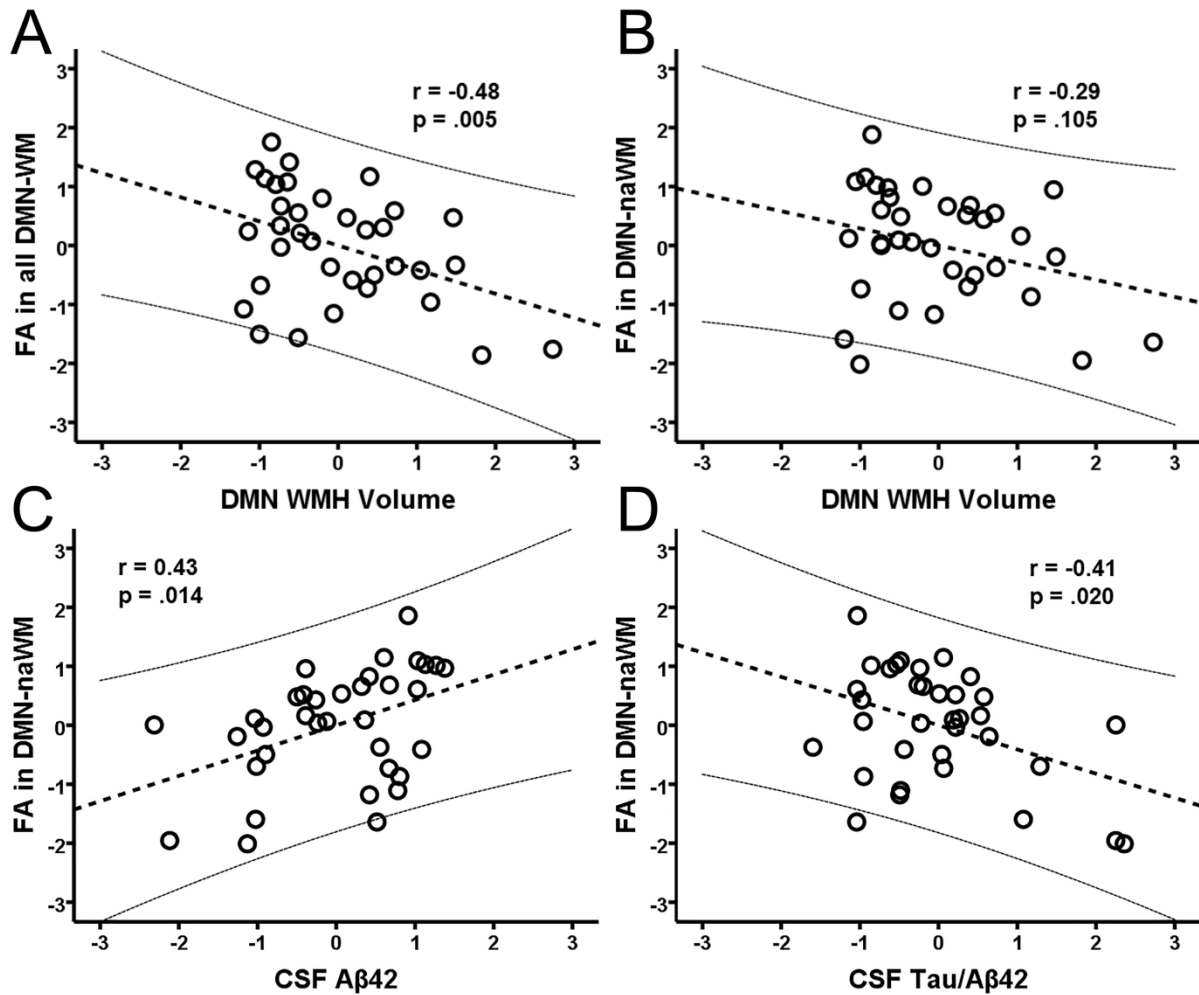 A
B
r = -0.48
p = .005
r = -0.29
p = .105
FA in all DMN-WM
3
2
1
0
-1
-2
-3
FA in DMN-naWM
3
2
1
0
-1
-2
-3
-3 -2 -1 0 1 2 3
-3 -2 -1 0 1 2 3
DMN WMH Volume
DMN WMH Volume
C
D
r = 0.43
p = .014
r = -0.41
p = .020
FA in DMN-naWM
3
2
1
0
-1
-2
-3
FA in DMN-naWM
3
2
1
0
-1
-2
-3
-3 -2 -1 0 1 2 3
-3 -2 -1 0 1 2 3
CSF Aβ42
CSF Tau/Aβ42